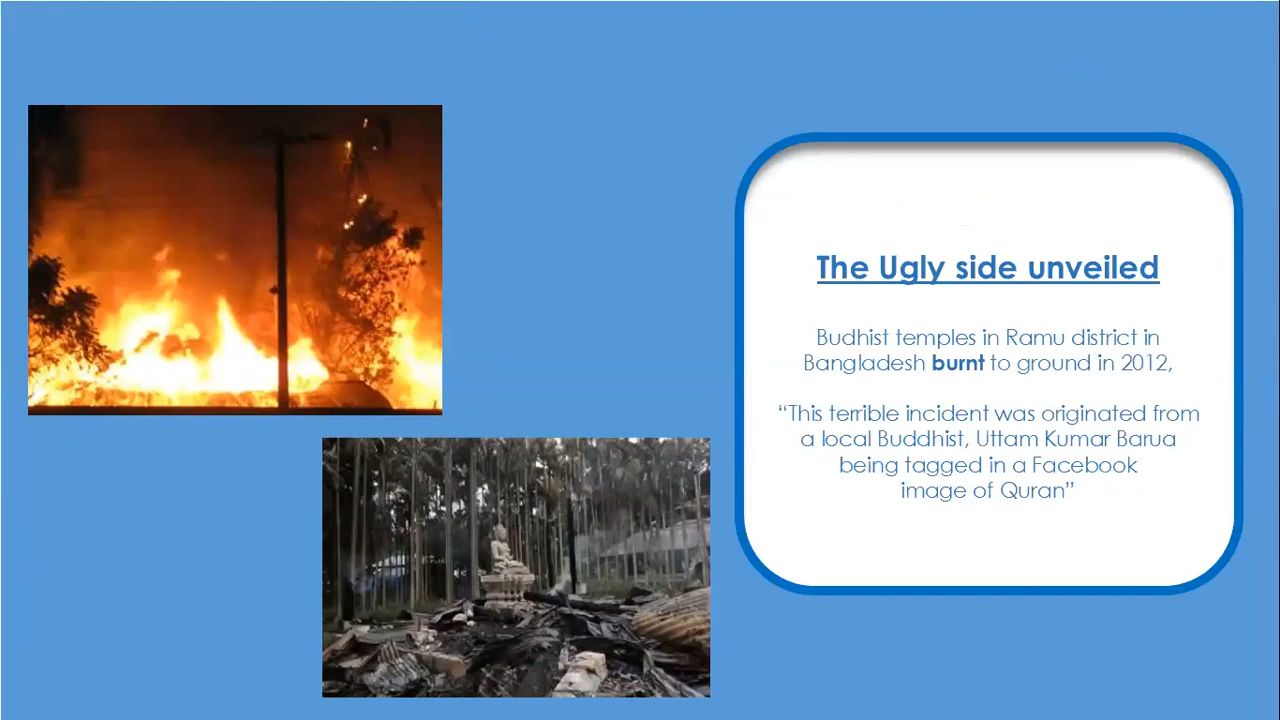 The Ugly side unveiled
Budhist temples in Ramu district in
Bangladesh burnt to ground in 2012,
“This terrible incident was originated from
a local Buddhist, Uttam Kumar Barua
being tagged in a Facebook
image of Quran”